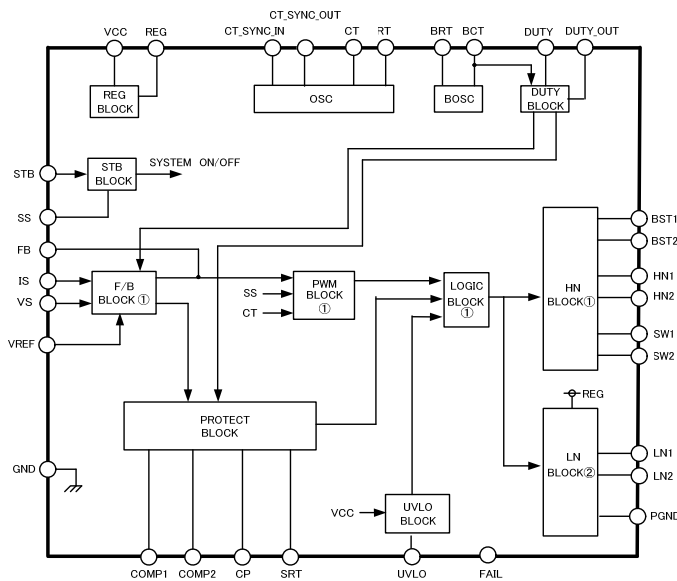 CT_SYNC_OUT
VCC
REG
CT_SYNC_IN
CT
RT
BRT
BCT
DUTY
DUTY_OUT
REG
BLOCK
OSC
BOSC
DUTY
BLOCK
STB
STB
BLOCK
SYSTEM ON/OFF
SS
FB
IS
VS
VREF
F/B
BLOCK①
SS
CT
PWM
BLOCK
①
LOGIC
BLOCK
①
HN
BLOCK①
BST1
BST2
HN1
HN2
SW1
SW2
PROTECT
BLOCK
REG
LN
BLOCK②
LN1
LN2
PGND
GND
VCC
UVLO
BLOCK
COMP1
COMP2
CP
SRT
UVLO
FAIL